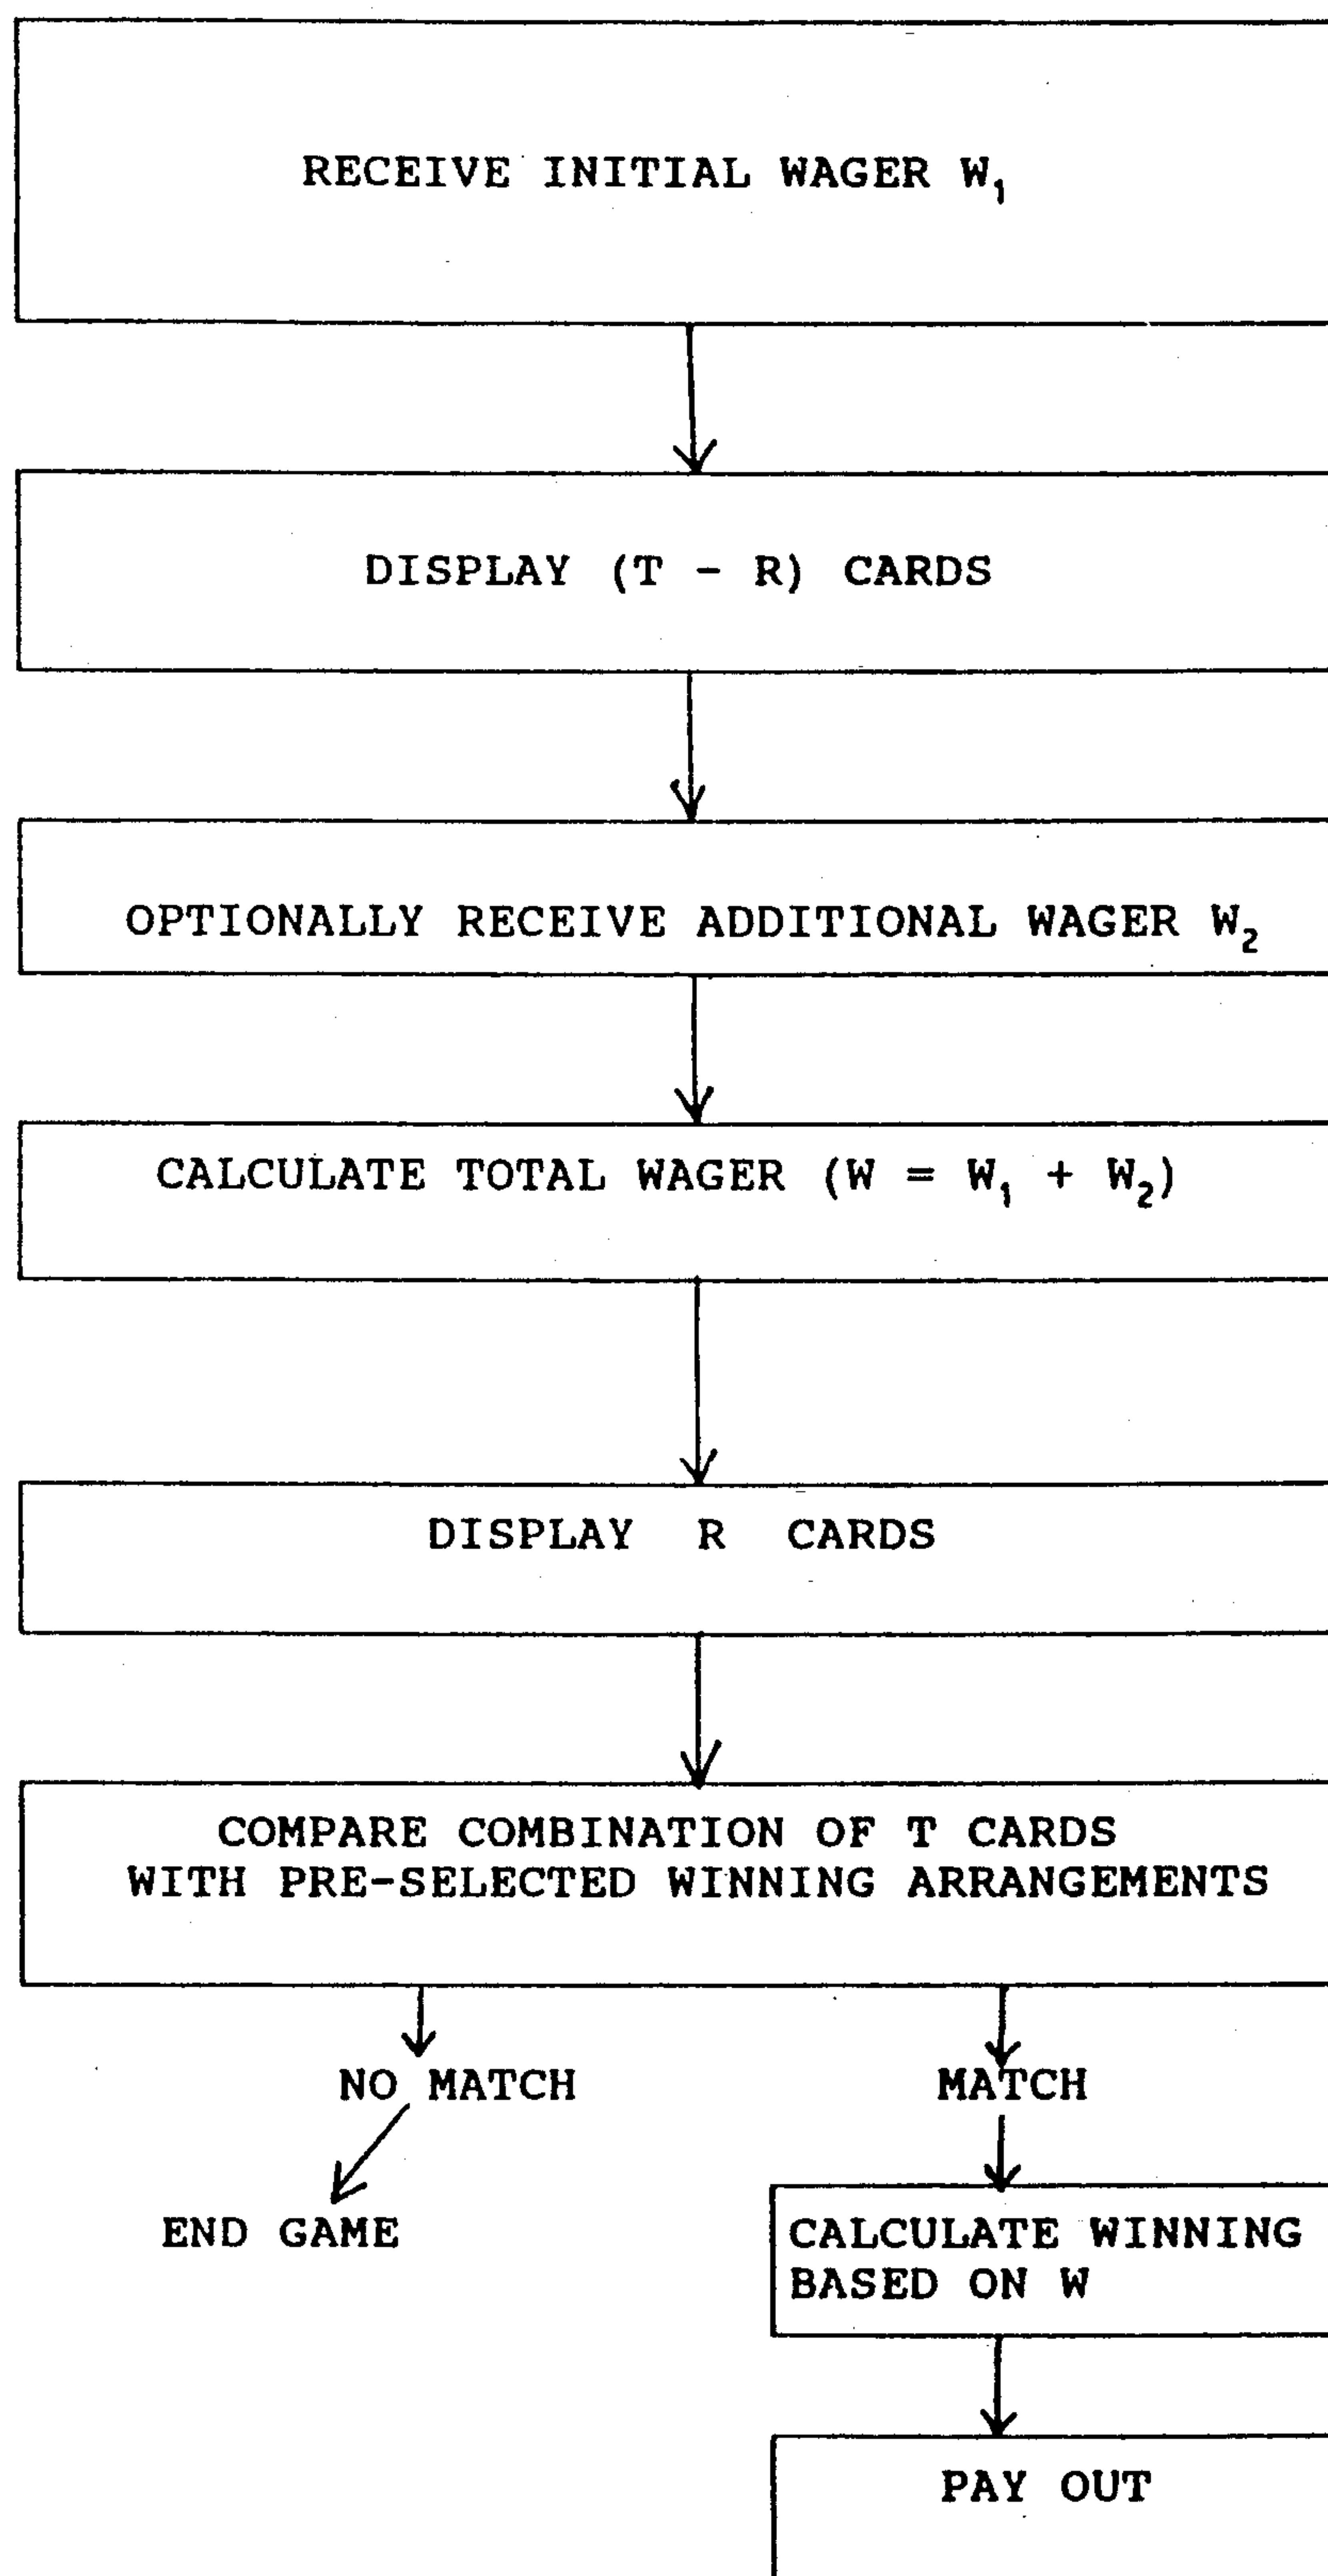 RECEIVE INITIAL WAGER W₁
DISPLAY (T - R) CARDS
OPTIONALLY RECEIVE ADDITIONAL WAGER W₂
CALCULATE TOTAL WAGER (W = W₁ + W₂)
DISPLAY R CARDS
COMPARE COMBINATION OF T CARDS
WITH PRE-SELECTED WINNING ARRANGEMENTS
NO MATCH MATCH
END GAME
CALCULATE WINNING
BASED ON W
PAY OUT